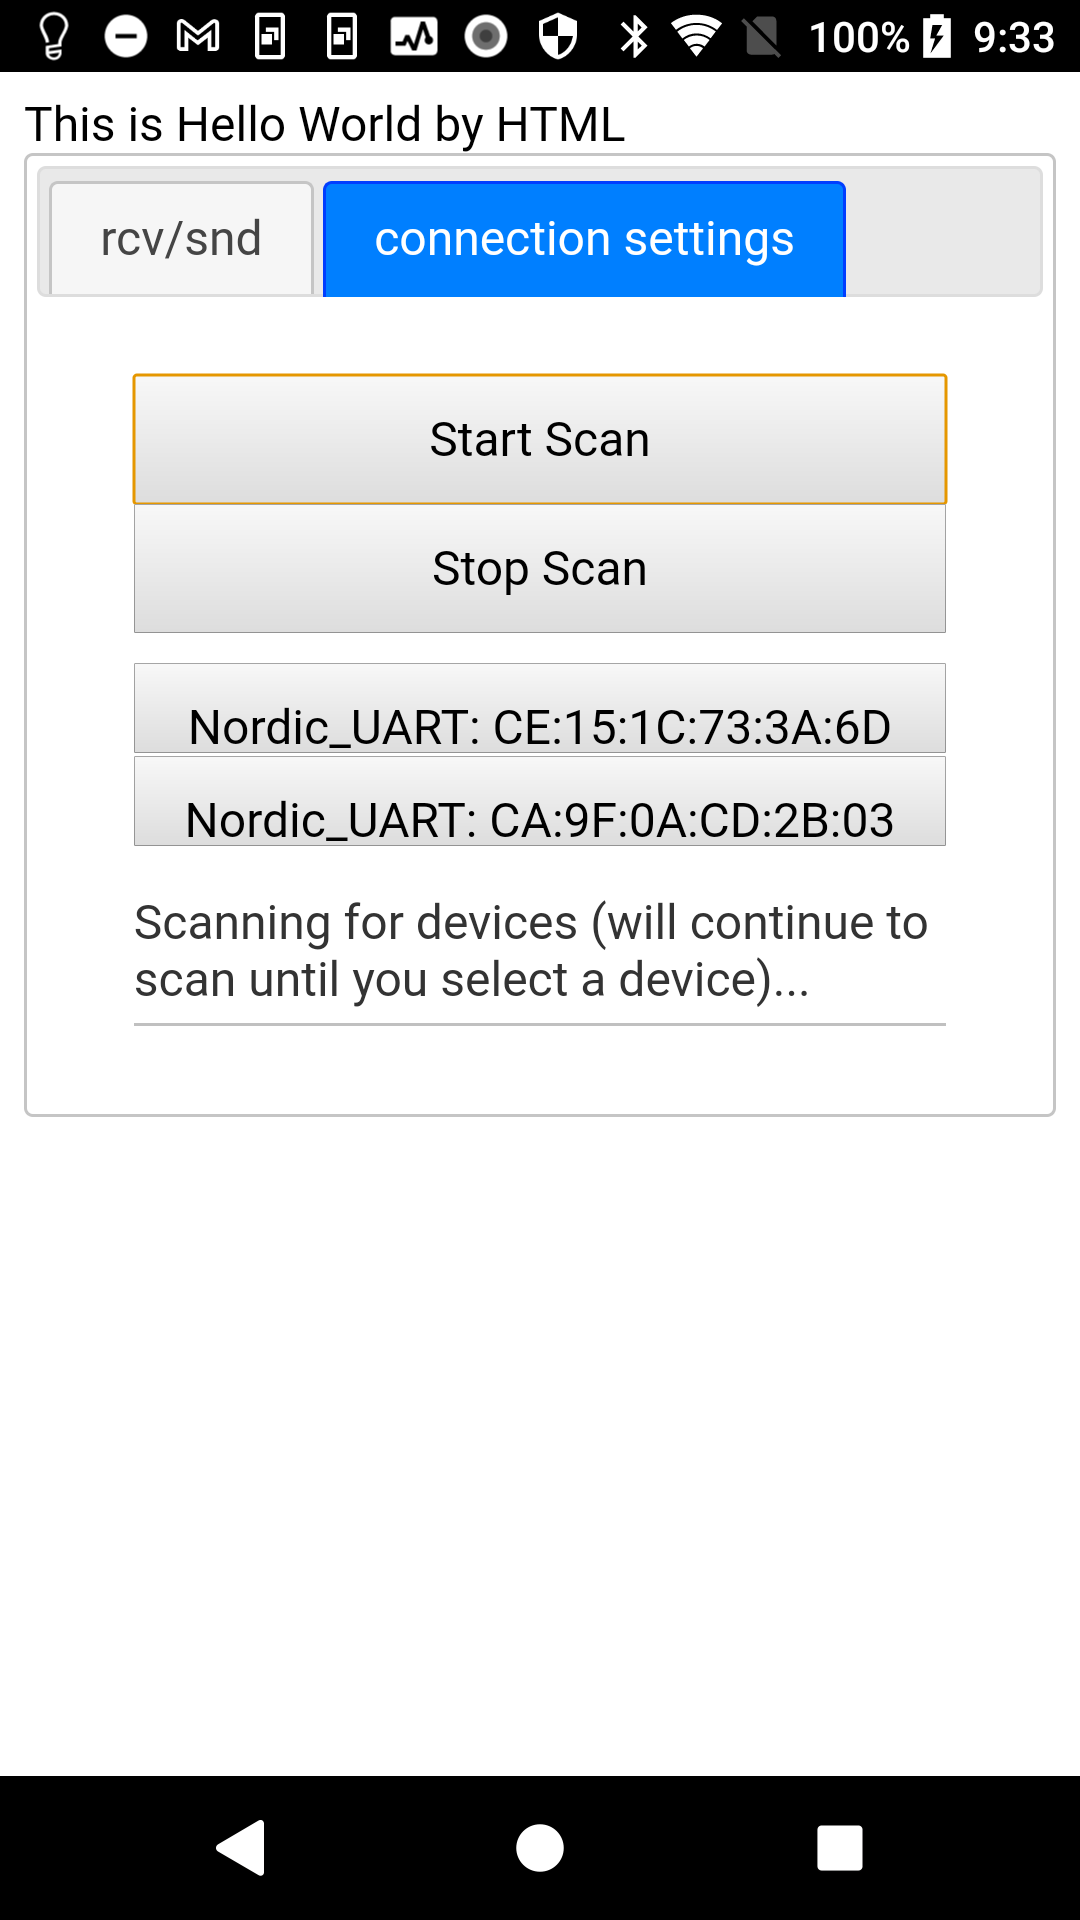 100% 9:33
This is Hello World by HTML
rcv/snd connection settings
Start Scan
Stop Scan
Nordic_UART: CE:15:1C:73:3A:6D
Nordic_UART: CA:9F:0A:CD:2B:03
Scanning for devices (will continue to
scan until you select a device)...